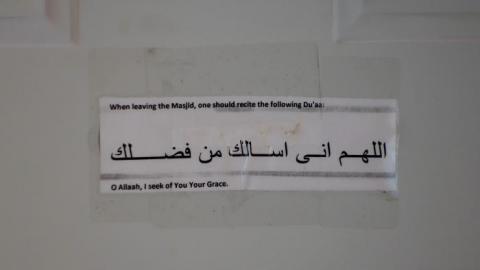 When leaving the Masjid, one should recite the following Du'aa:
اللهم انى اسالك من فضلك
O Allaah, I seek of You Your Grace.